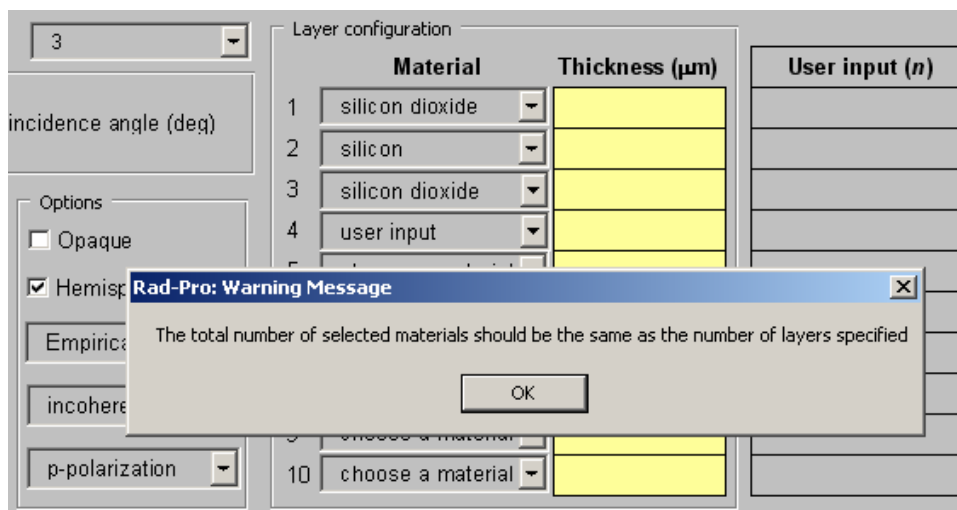 3
Layer configuration
Material Thickness (μm) User input (n)
incidence angle (deg)
1 silicon dioxide
2 silicon
3 silicon dioxide
Options
4 user input
Opaque
Rad-Pro: Warning Message
The total number of selected materials should be the same as the number of layers specified
OK
choose a material
p-polarization
10 choose a material